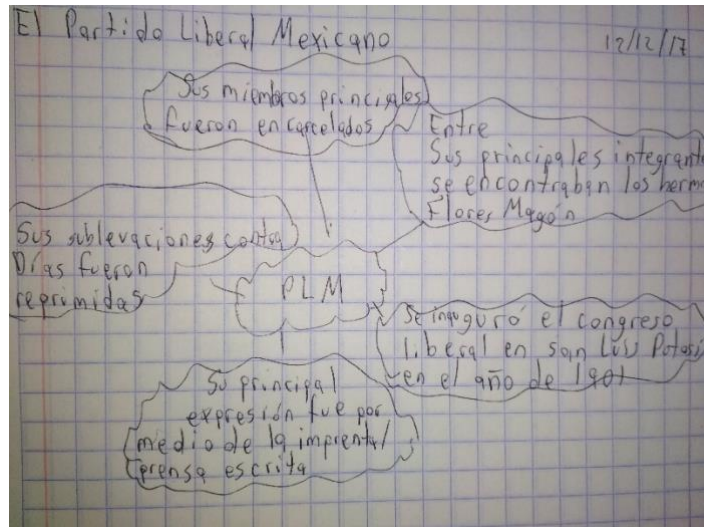 El Partido Liberal Mexicano
12/12/17
Sus miembros principales
fueron encarcelados
Entre
Sus principales integrant
se encontraban los herm
Flores Magón
Sus sublevaciones contra
Días fueron
reprimidas
PLM
Se inauguró el congreso
liberal en san Luis Potosí
en el año de 1901
Su principal
expresión fue por
medio de la imprenta/
prensa escrita